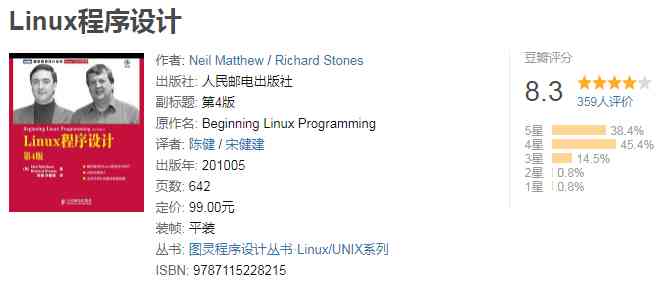 Linux程序设计
作者: Neil Matthew / Richard Stones
出版社: 人民邮电出版社
副标题: 第4版
原作名: Beginning Linux Programming
译者: 陈健 / 宋健建
出版年: 201005
页数: 642
定价: 99.00元
装帧: 平装
丛书: 图灵程序设计丛书·Linux/UNIX系列
ISBN: 9787115228215
豆瓣评分
8.3
359人评价
5星 38.4%
4星 45.4%
3星 14.5%
2星 0.8%
1星 0.8%
Beginning Linux Programming
Linux程序设计
第4版